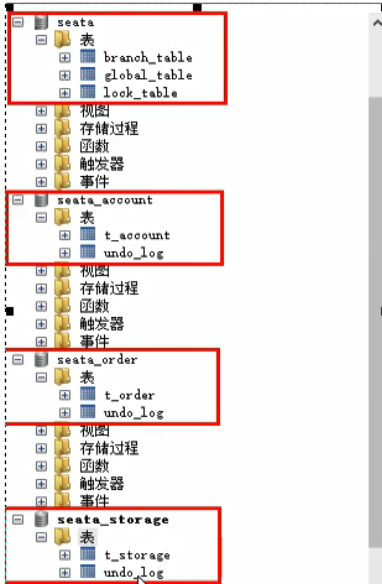 seata
表
branch_table
global_table
lock_table
视图
存储过程
函数
触发器
事件
seata_account
表
t_account
undo_log
视图
存储过程
函数
触发器
事件
seata_order
表
t_order
undo_log
视图
存储过程
函数
触发器
事件
seata_storage
表
t_storage
undo_log